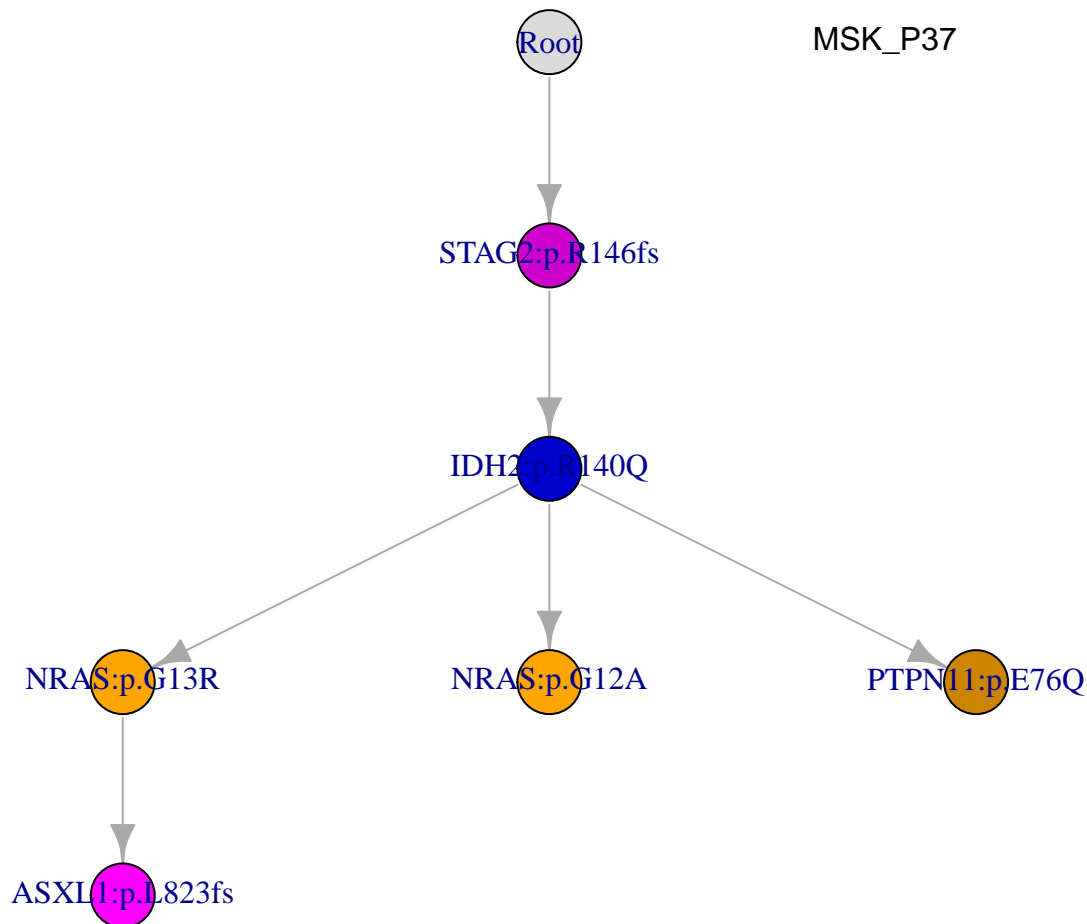 Root
MSK_P37
STAG2:p.R146fs
IDH2:p.R140Q
NRAS:p.G13R
NRAS:p.G12A
PTPN11:p.E76Q
ASXL1:p.L823fs